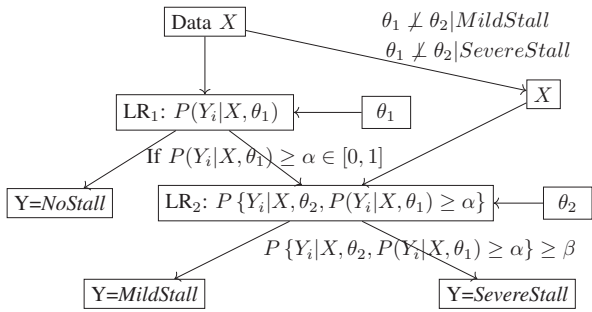 Data X
θ₁ ⊥̸ θ₂|MildStall
θ₁ ⊥̸ θ₂|SevereStall
X
LR₁: P(Yᵢ|X, θ₁)
θ₁
If P(Yᵢ|X, θ₁) ≥ α ∈ [0, 1]
Y=NoStall
LR₂: P {Yᵢ|X, θ₂, P(Yᵢ|X, θ₁) ≥ α}
θ₂
P {Yᵢ|X, θ₂, P(Yᵢ|X, θ₁) ≥ α} ≥ β
Y=MildStall
Y=SevereStall